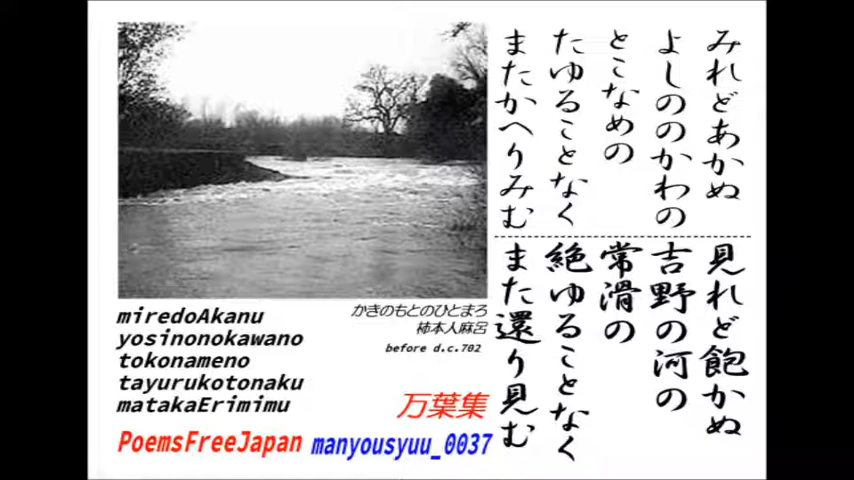 みれどあかぬ
よしののかわの
とこなめの
たゆることなく
またかへりみむ
見れど飽かぬ
吉野の河の
常滑の
絶ゆることなく
また還り見む
miredoAkanu
yosinonokawano
tokonameno
tayurukotonaku
matakaErimimu
かきのもとのひとまろ
柿本人麻呂
before d.c.702
万葉集
PoemsFreeJapan
manyousyuu_0037